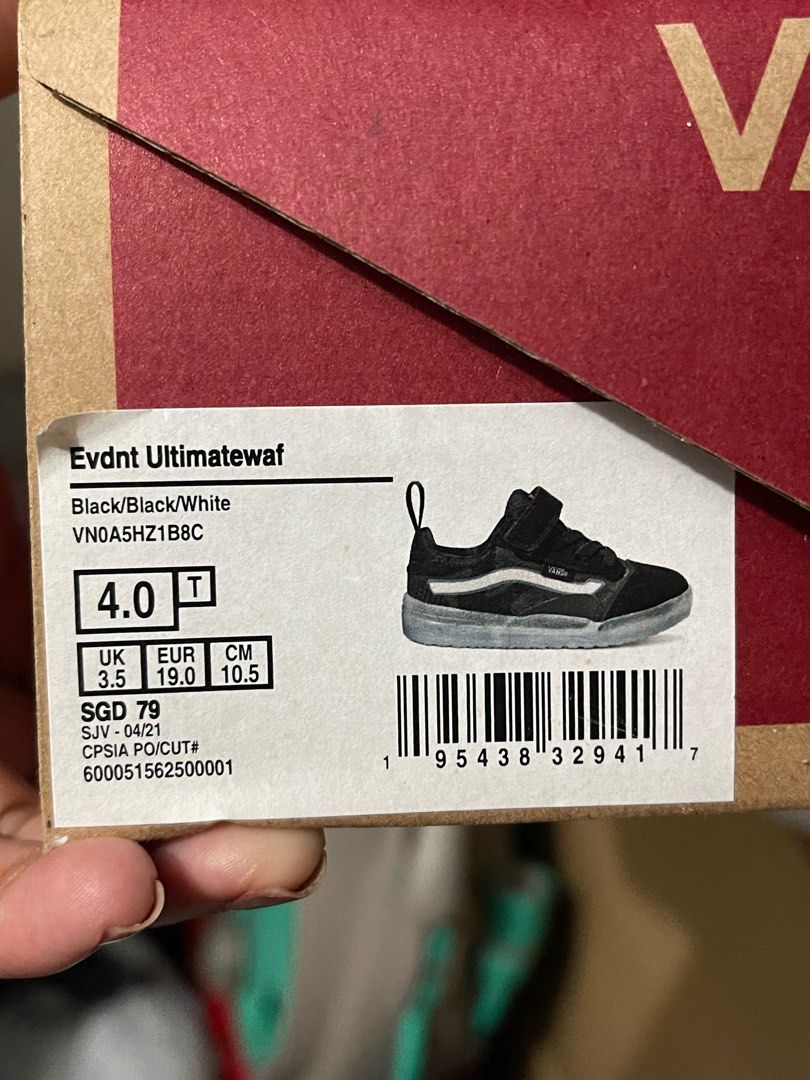 VA
Evdnt Ultimatewaf
Black/Black/White
VN0A5HZ1B8C
4.0 T
UK EUR CM
3.5 19.0 10.5
SGD 79
SJV - 04/21
CPSIA PO/CUT#
600051562500001
VANS
1 95438 32941 7